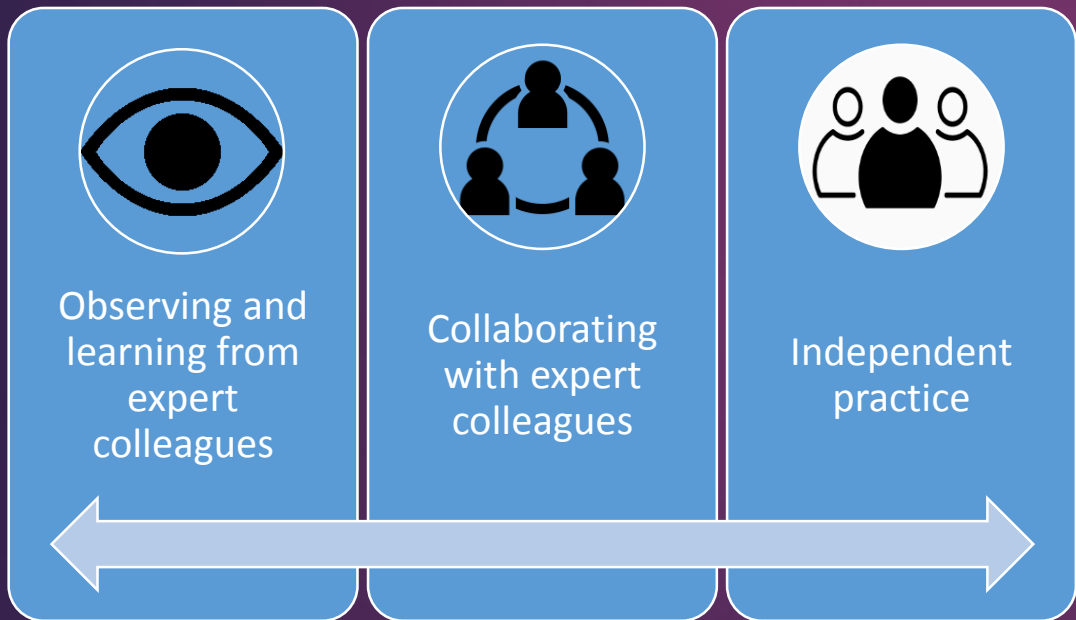 Observing and
learning from
expert
colleagues
Collaborating
with expert
colleagues
Independent
practice